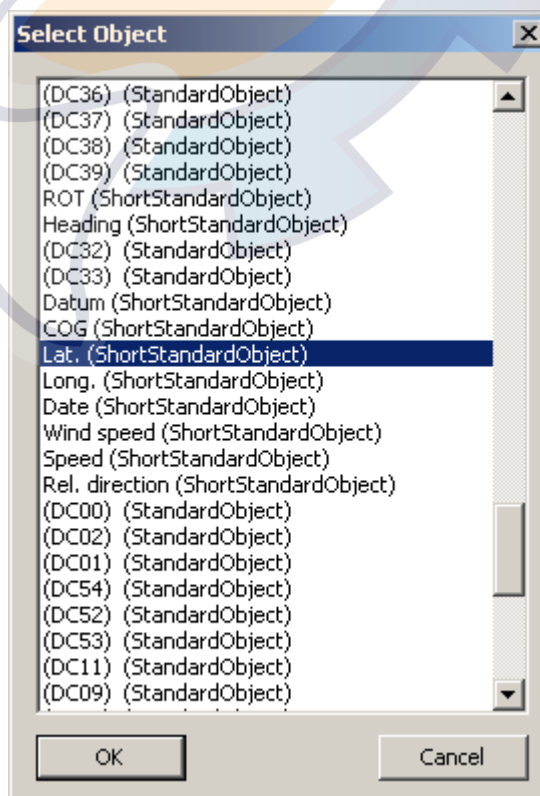 Select Object
(DC36) (StandardObject)
(DC37) (StandardObject)
(DC38) (StandardObject)
(DC39) (StandardObject)
ROT (ShortStandardObject)
Heading (ShortStandardObject)
(DC32) (StandardObject)
(DC33) (StandardObject)
Datum (ShortStandardObject)
COG (ShortStandardObject)
Lat. (ShortStandardObject)
Long. (ShortStandardObject)
Date (ShortStandardObject)
Wind speed (ShortStandardObject)
Speed (ShortStandardObject)
Rel. direction (ShortStandardObject)
(DC00) (StandardObject)
(DC02) (StandardObject)
(DC01) (StandardObject)
(DC54) (StandardObject)
(DC52) (StandardObject)
(DC53) (StandardObject)
(DC11) (StandardObject)
(DC09) (StandardObject)
OK Cancel